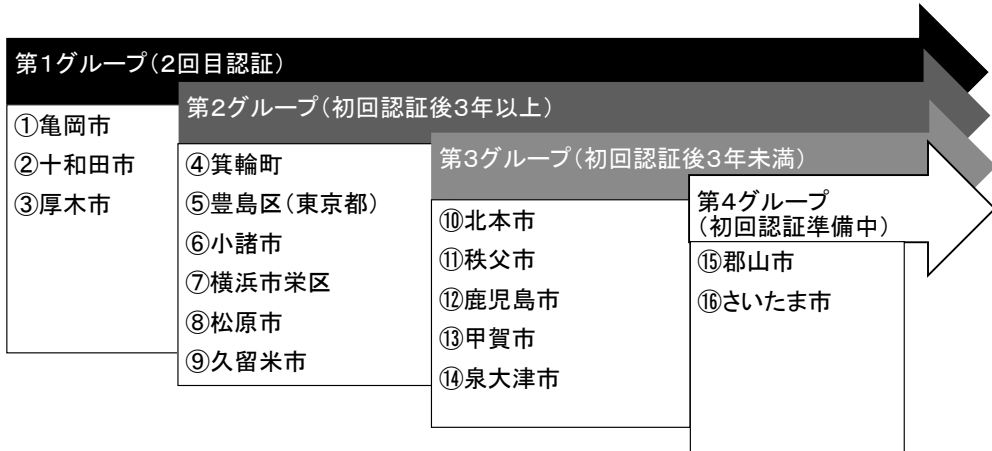 第1グループ(2回目認証)
①亀岡市
②十和田市
③厚木市
第2グループ(初回認証後3年以上)
④箕輪町
⑤豊島区(東京都)
⑥小諸市
⑦横浜市栄区
⑧松原市
⑨久留米市
第3グループ(初回認証後3年未満)
⑩北本市
⑪秩父市
⑫鹿児島市
⑬甲賀市
⑭泉大津市
第4グループ
(初回認証準備中)
⑮郡山市
⑯さいたま市